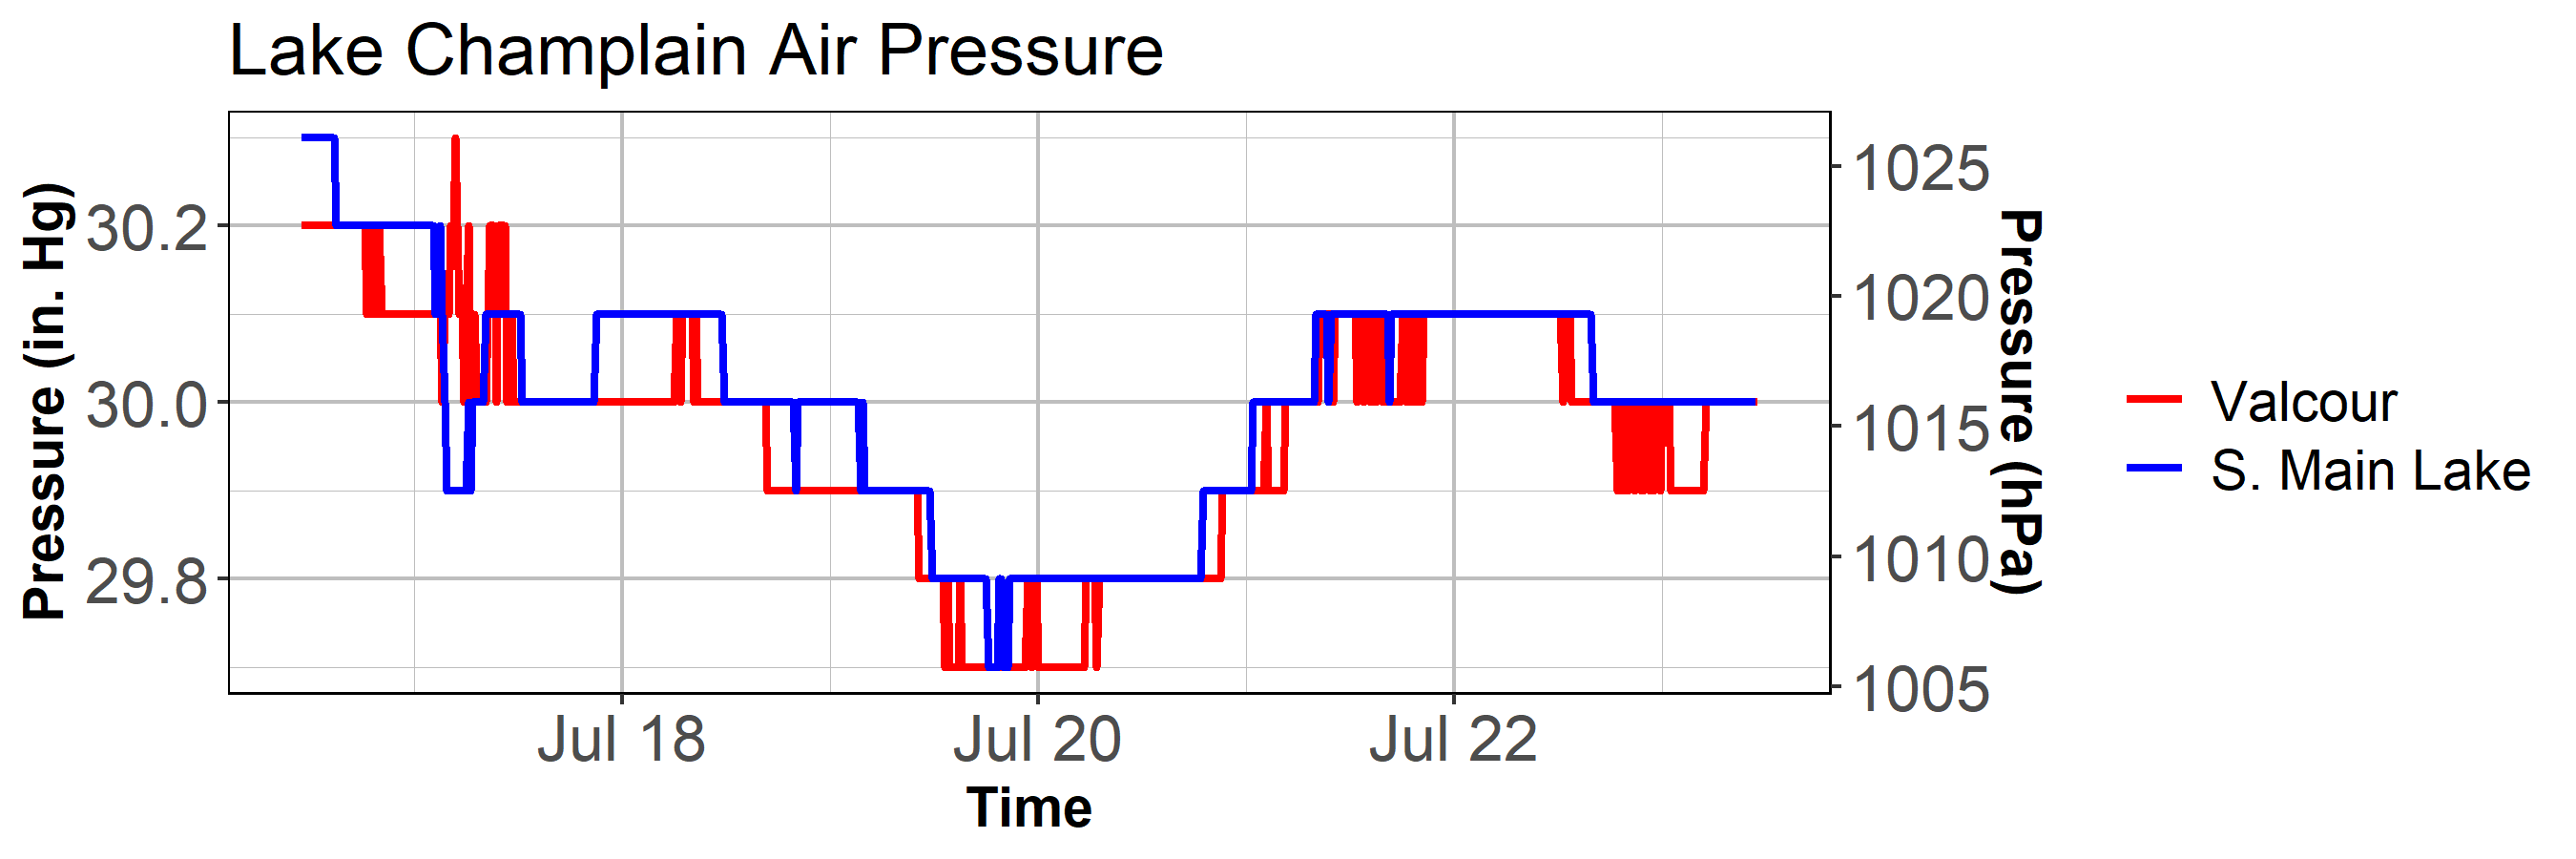 Lake Champlain Air Pressure
Pressure (in. Hg)
30.2
30.0
29.8
1025
1020
1015
1010
1005
Pressure (hPa)
Jul 18
Jul 20
Jul 22
Time
Valcour
S. Main Lake